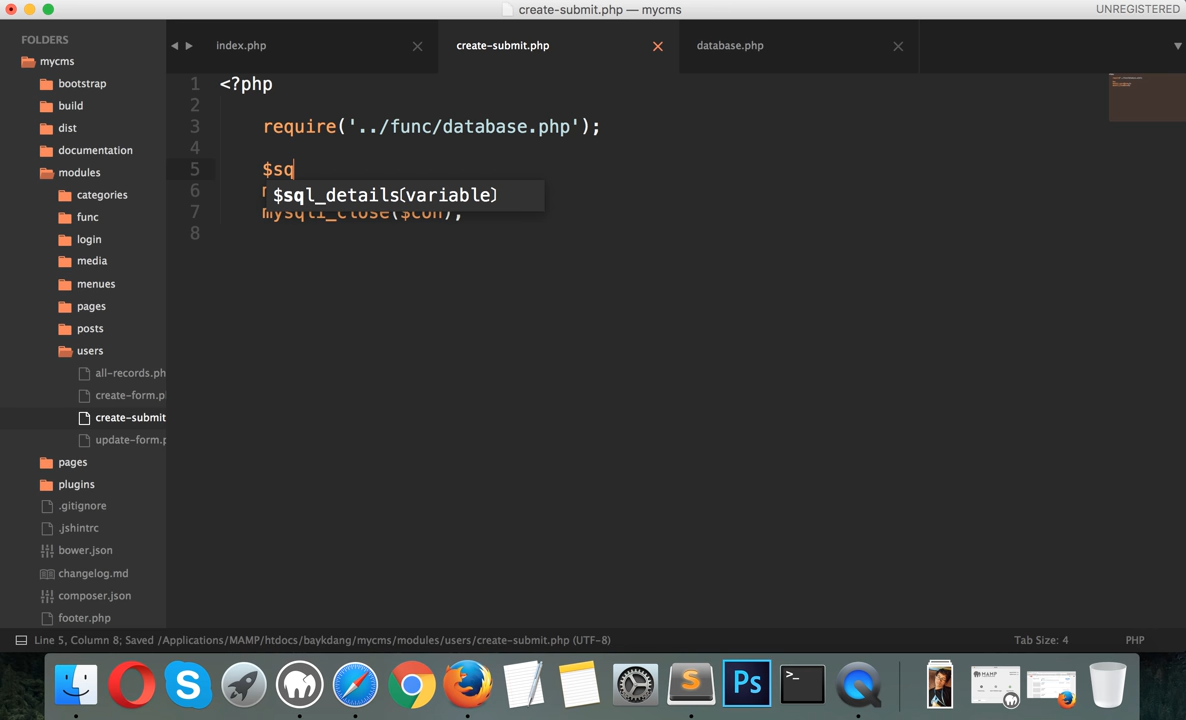 create-submit.php — mycms
UNREGISTERED
FOLDERS
mycms
bootstrap
build
dist
documentation
modules
categories
func
login
media
menues
pages
posts
users
all-records.ph
create-form.p
create-submit
update-form.p
pages
plugins
.gitignore
.jshintrc
bower.json
changelog.md
composer.json
footer.php
index.php
create-submit.php
database.php
1 <?php
2
3 require('../func/database.php');
4
5 $sq
$sql_details(variable)
6
7 mysqli_close($con);
8
Line 5, Column 8; Saved /Applications/MAMP/htdocs/baykdang/mycms/modules/users/create-submit.php (UTF-8)
Tab Size: 4
PHP
S
S
Ps
>_
MAMP